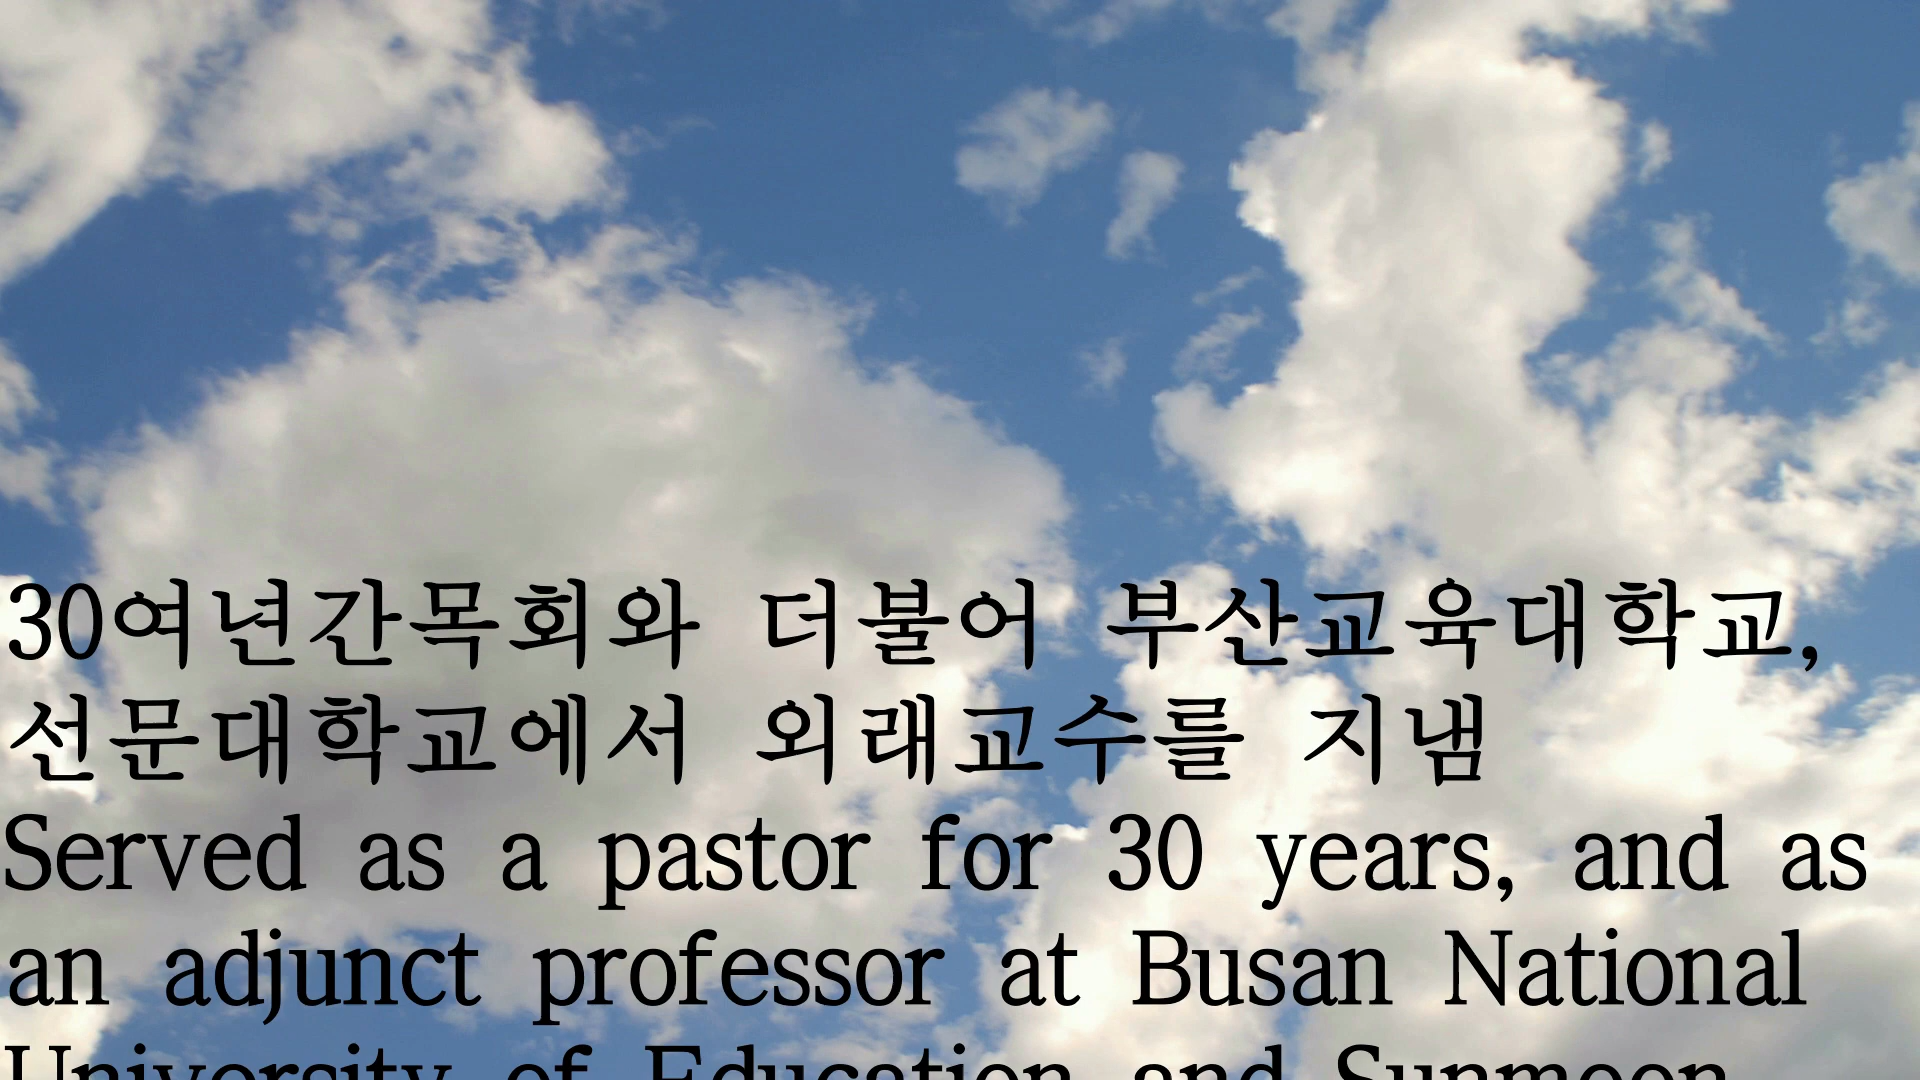 30여년간목회와 더불어 부산교육대학교,
선문대학교에서 외래교수를 지냄
Served as a pastor for 30 years, and as
an adjunct professor at Busan National
University of Education and Sunmoon